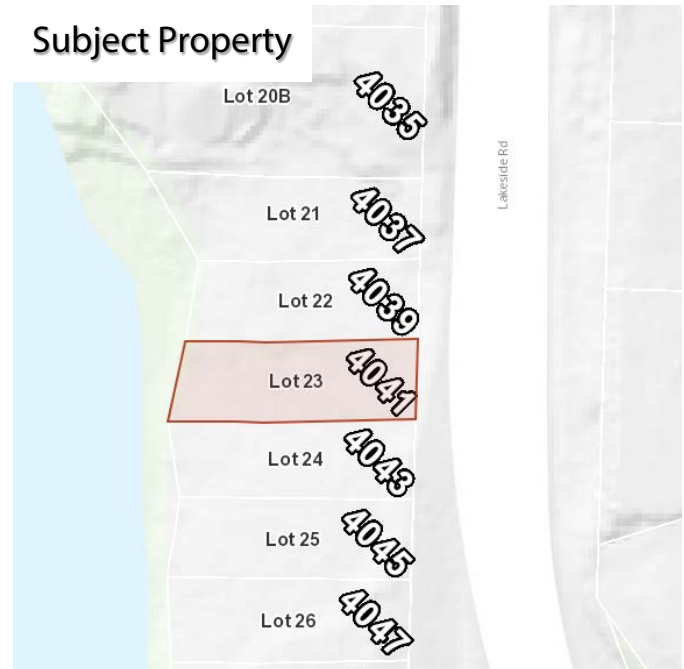 Subject Property
Lot 20B
4035
Lakeside Rd
Lot 21
4037
Lot 22
4039
Lot 23
4041
Lot 24
4043
Lot 25
4045
Lot 26
4047